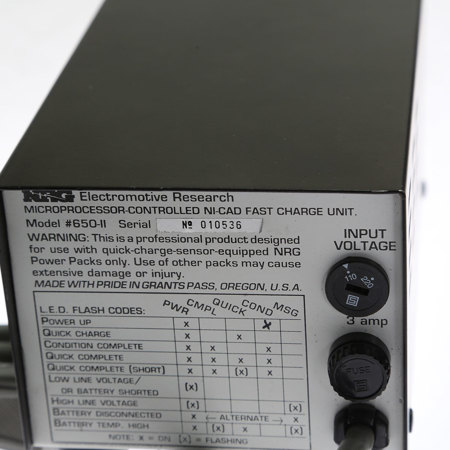 NRG Electromotive Research
MICROPROCESSOR-CONTROLLED NI-CAD FAST CHARGE UNIT.
Model #650-II Serial Nº 010536
WARNING: This is a professional product designed
for use with quick-charge-sensor-equipped NRG
Power Packs only. Use of other packs may cause
extensive damage or injury.
MADE WITH PRIDE IN GRANTS PASS, OREGON, U.S.A.
INPUT
VOLTAGE
110 220
3 amp
FUSE
L.E.D. FLASH CODES: PWR CMPL QUICK COND MSG
POWER UP x x
QUICK CHARGE x x
CONDITION COMPLETE x x x
QUICK COMPLETE x x x x
QUICK COMPLETE (SHORT) x x (x) x
LOW LINE VOLTAGE/
OR BATTERY SHORTED (x)
HIGH LINE VOLTAGE (x) (x)
BATTERY DISCONNECTED x ← ALTERNATE → x
BATTERY TEMP. HIGH x (x) x x (x)
NOTE: x = ON (x) = FLASHING